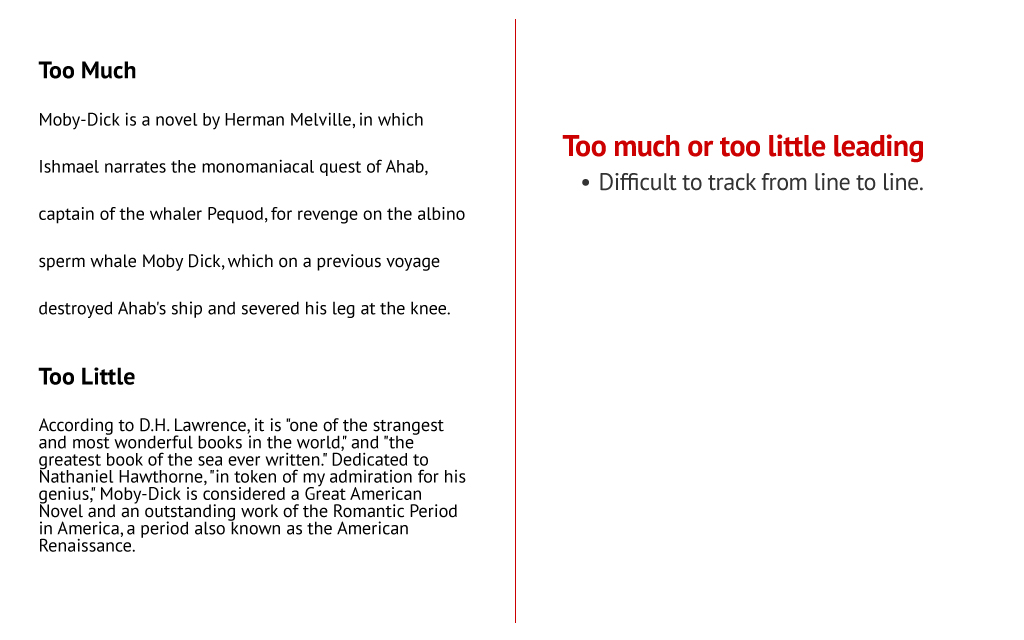 Too Much
Moby-Dick is a novel by Herman Melville, in which
Ishmael narrates the monomaniacal quest of Ahab,
captain of the whaler Pequod, for revenge on the albino
sperm whale Moby Dick, which on a previous voyage
destroyed Ahab's ship and severed his leg at the knee.
Too Little
According to D.H. Lawrence, it is "one of the strangest
and most wonderful books in the world," and "the
greatest book of the sea ever written." Dedicated to
Nathaniel Hawthorne, "in token of my admiration for his
genius," Moby-Dick is considered a Great American
Novel and an outstanding work of the Romantic Period
in America, a period also known as the American
Renaissance.
Too much or too little leading
• Difficult to track from line to line.